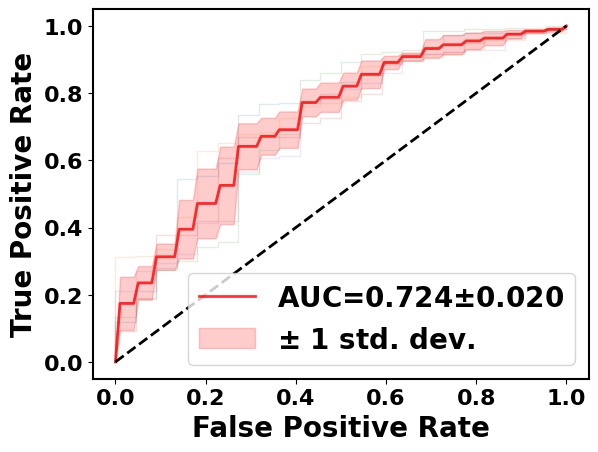 1.0
0.8
0.6
0.4
0.2
0.0
True Positive Rate
AUC=0.724±0.020
± 1 std. dev.
0.0 0.2 0.4 0.6 0.8 1.0
False Positive Rate